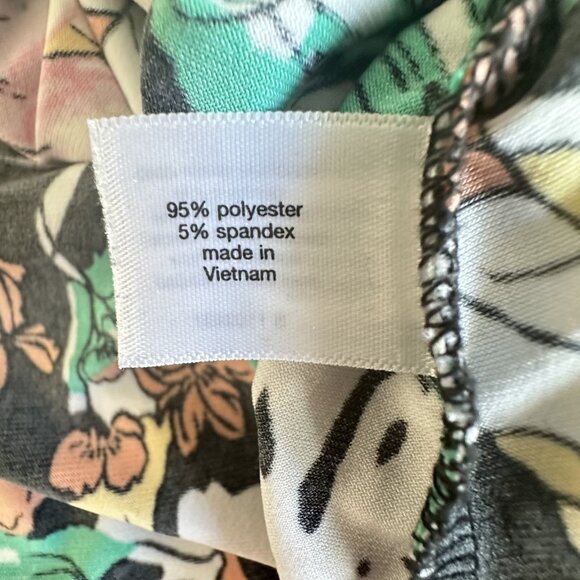 95% polyester
5% spandex
made in
Vietnam